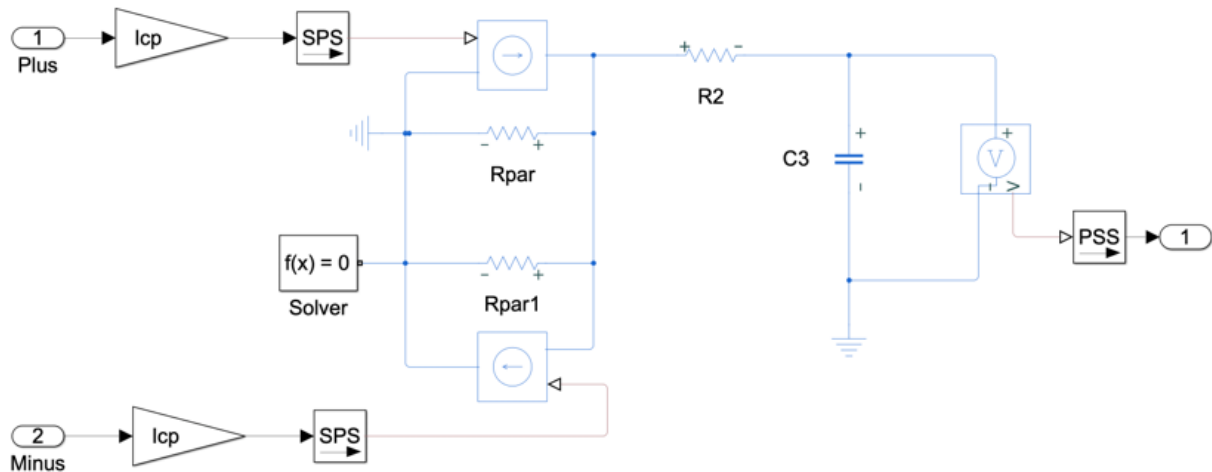 1
Plus
Icp
SPS
R2
Rpar
C3
V
V
f(x) = 0
Solver
Rpar1
PSS
1
2
Minus
Icp
SPS